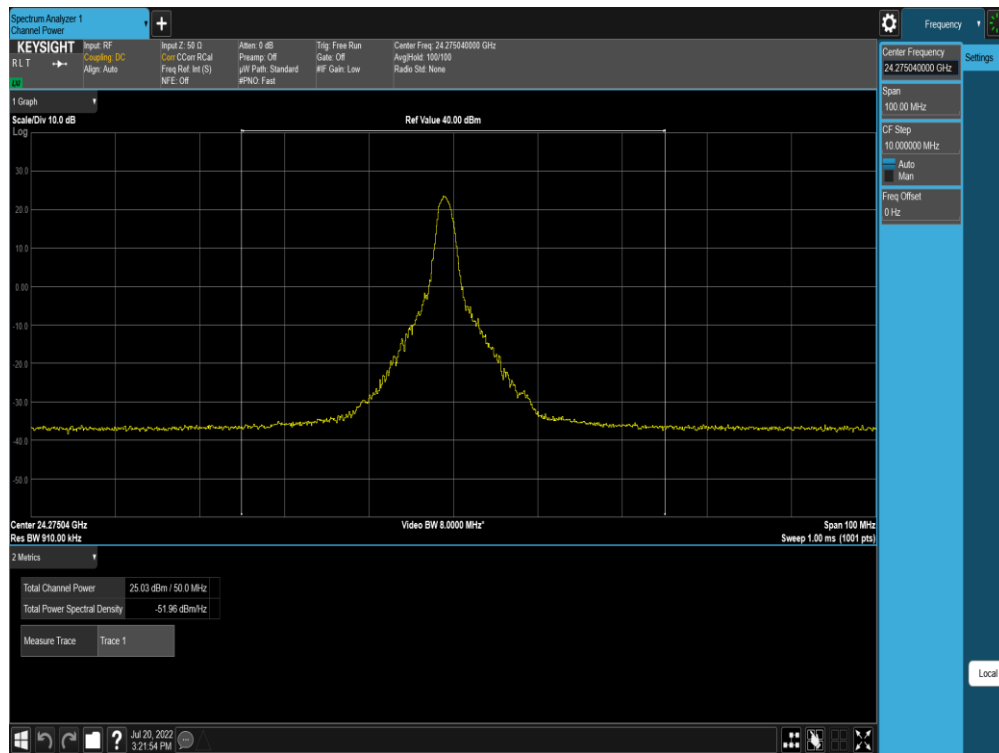 Spectrum Analyzer 1
Channel Power
+
Frequency
KEYSIGHT
RLT
LXI
Input: RF
Coupling: DC
Align: Auto
Input Z: 50 Ω
Corr CCorr RCal
Freq Ref: Int (S)
NFE: Off
Atten: 0 dB
Preamp: Off
µW Path: Standard
#PNO: Fast
Trig: Free Run
Gate: Off
#IF Gain: Low
Center Freq: 24.275040000 GHz
Avg|Hold: 100/100
Radio Std: None
Center Frequency
24.275040000 GHz
Settings
Span
100.00 MHz
CF Step
10.000000 MHz
Auto
Man
Freq Offset
0 Hz
1 Graph
Scale/Div 10.0 dB
Ref Value 40.00 dBm
Log
30.0
20.0
10.0
0.00
-10.0
-20.0
-30.0
-40.0
-50.0
Center 24.27504 GHz
Video BW 8.0000 MHz*
Span 100 MHz
Res BW 910.00 kHz
Sweep 1.00 ms (1001 pts)
2 Metrics
Total Channel Power 25.03 dBm / 50.0 MHz
Total Power Spectral Density -51.96 dBm/Hz
Measure Trace Trace 1
Local
?
Jul 20, 2022
3:21:54 PM